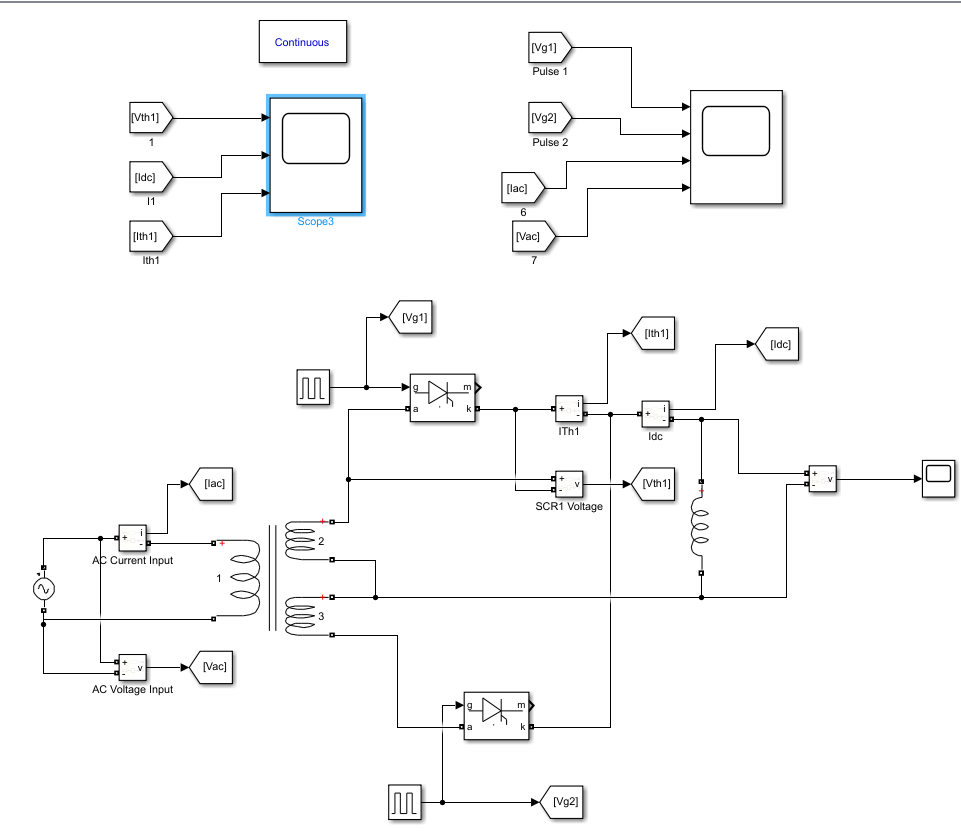 Continuous
[Vg1]
Pulse 1
[Vth1]
1
[Vg2]
Pulse 2
[Idc]
I1
[Iac]
6
[Ith1]
Ith1
[Vac]
7
Scope3
[Vg1]
[Ith1]
[Idc]
g
m
a
k
+
i
-
ITh1
+
i
-
Idc
[Iac]
+
-
v
[Vth1]
SCR1 Voltage
+
-
v
+
i
-
AC Current Input
+
1
+
2
+
3
+
+
-
v
[Vac]
AC Voltage Input
g
m
a
k
[Vg2]